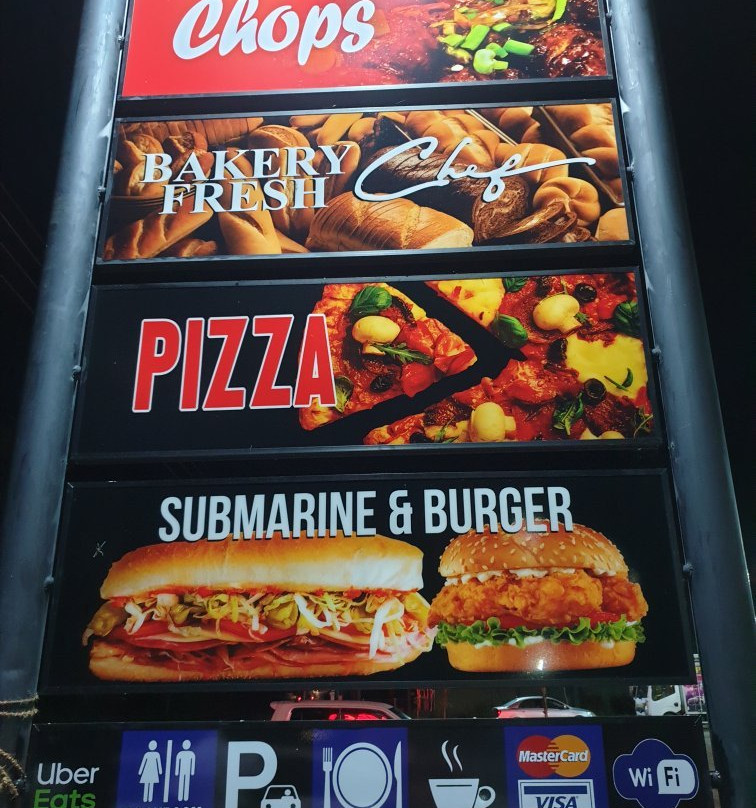 Chops
BAKERY
FRESH
Chef
PIZZA
SUBMARINE & BURGER
Uber
Eats
P
MasterCard
VISA
Wi Fi